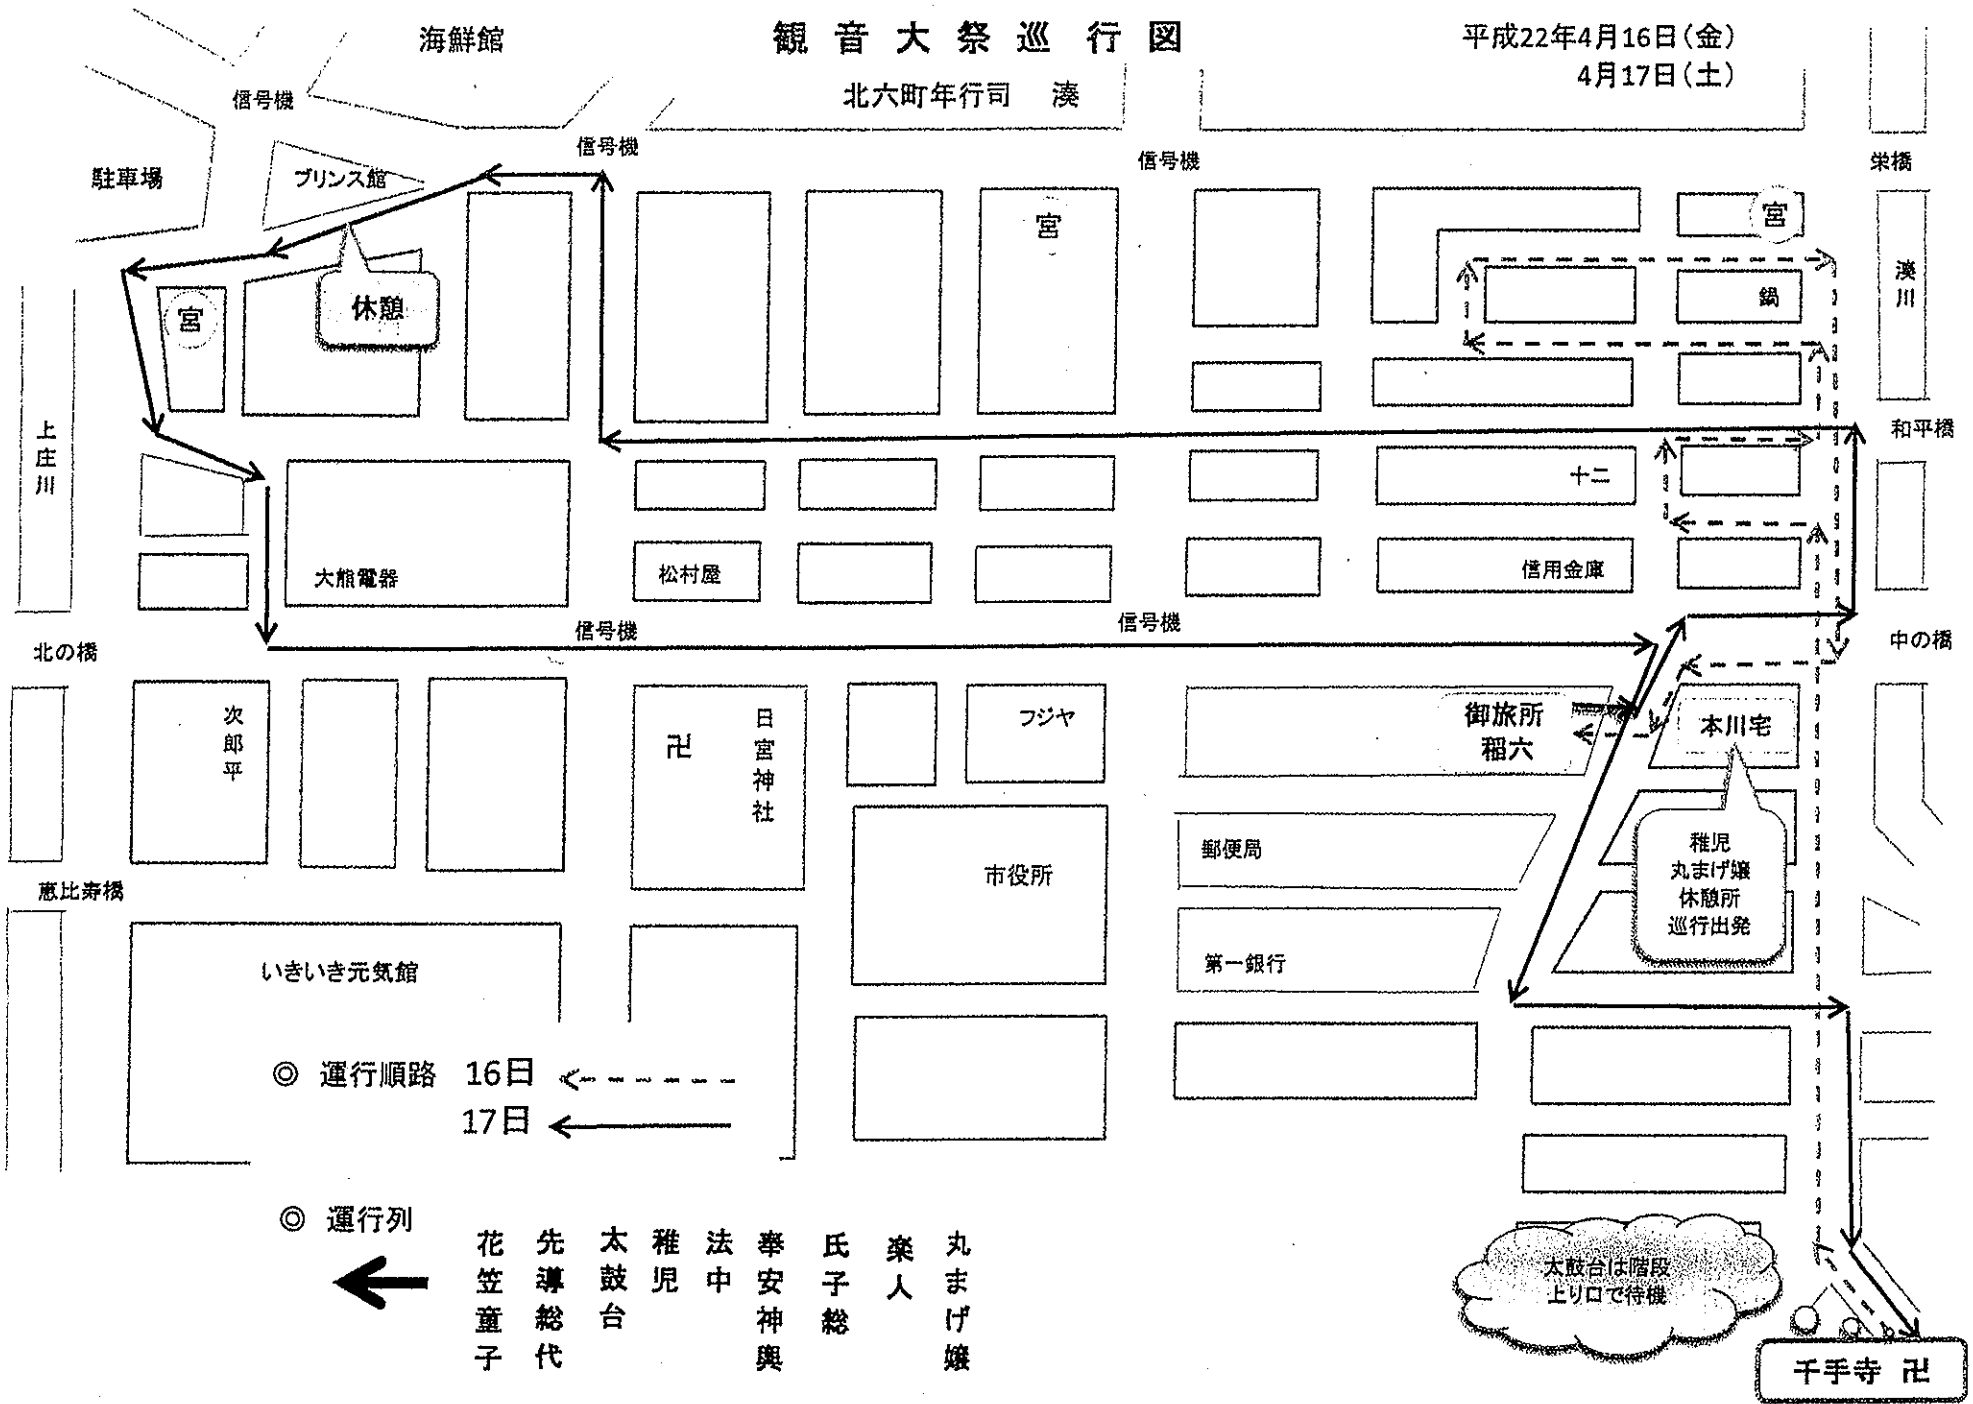 観音大祭巡行図
平成22年4月16日(金)
4月17日(土)
北六町年行司 湊
海鮮館
信号機
信号機
信号機
栄橋
駐車場
プリンス館
宮
宮
湊川
鍋
休憩
宮
上庄川
和平橋
十二
大熊電器
松村屋
信用金庫
信号機
信号機
北の橋
中の橋
次郎平
卍
日宮神社
フジヤ
御旅所
稲六
本川宅
稚児
丸まげ嬢
休憩所
巡行出発
郵便局
市役所
恵比寿橋
第一銀行
いきいき元気館
◎ 運行順路 16日
17日
◎ 運行列
花笠童子
先導総代
太鼓台
稚児
法中
奉安神輿
氏子総
楽人
丸まげ嬢
太鼓台は階段
上り口で待機
千手寺 卍